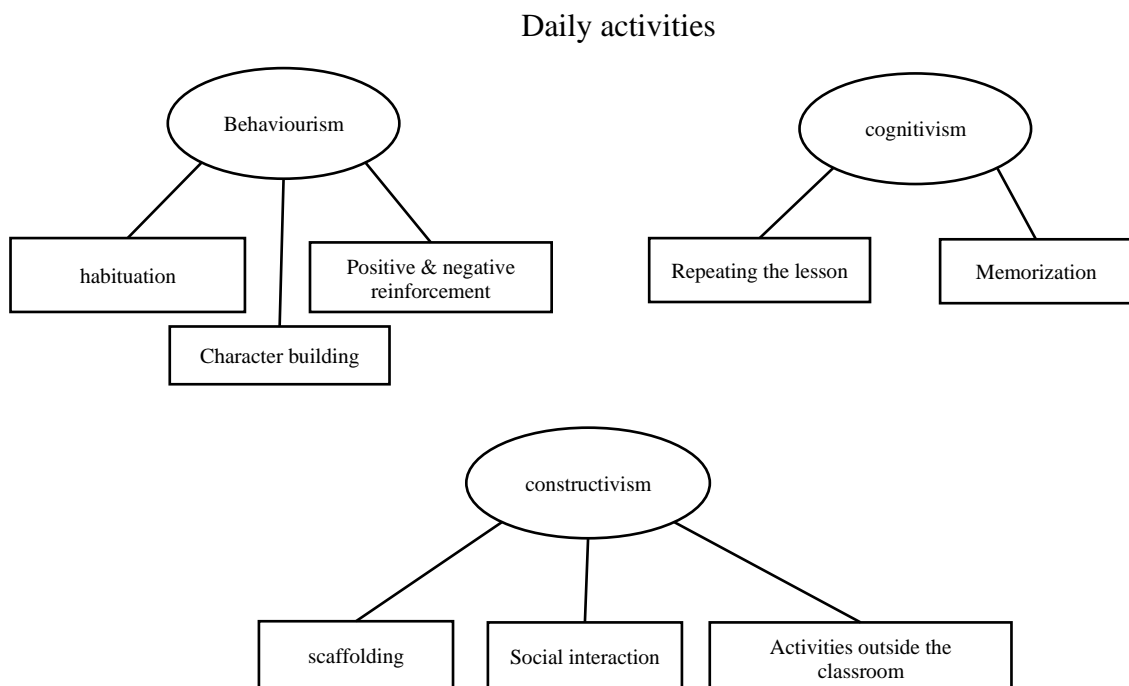 Daily activities
Behaviourism
cognitivism
habituation
Positive & negative
reinforcement
Repeating the lesson
Memorization
Character building
constructivism
scaffolding
Social interaction
Activities outside the
classroom